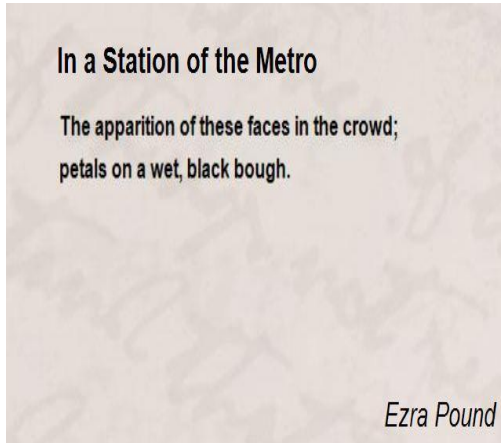 In a Station of the Metro
The apparition of these faces in the crowd;
petals on a wet, black bough.
Ezra Pound